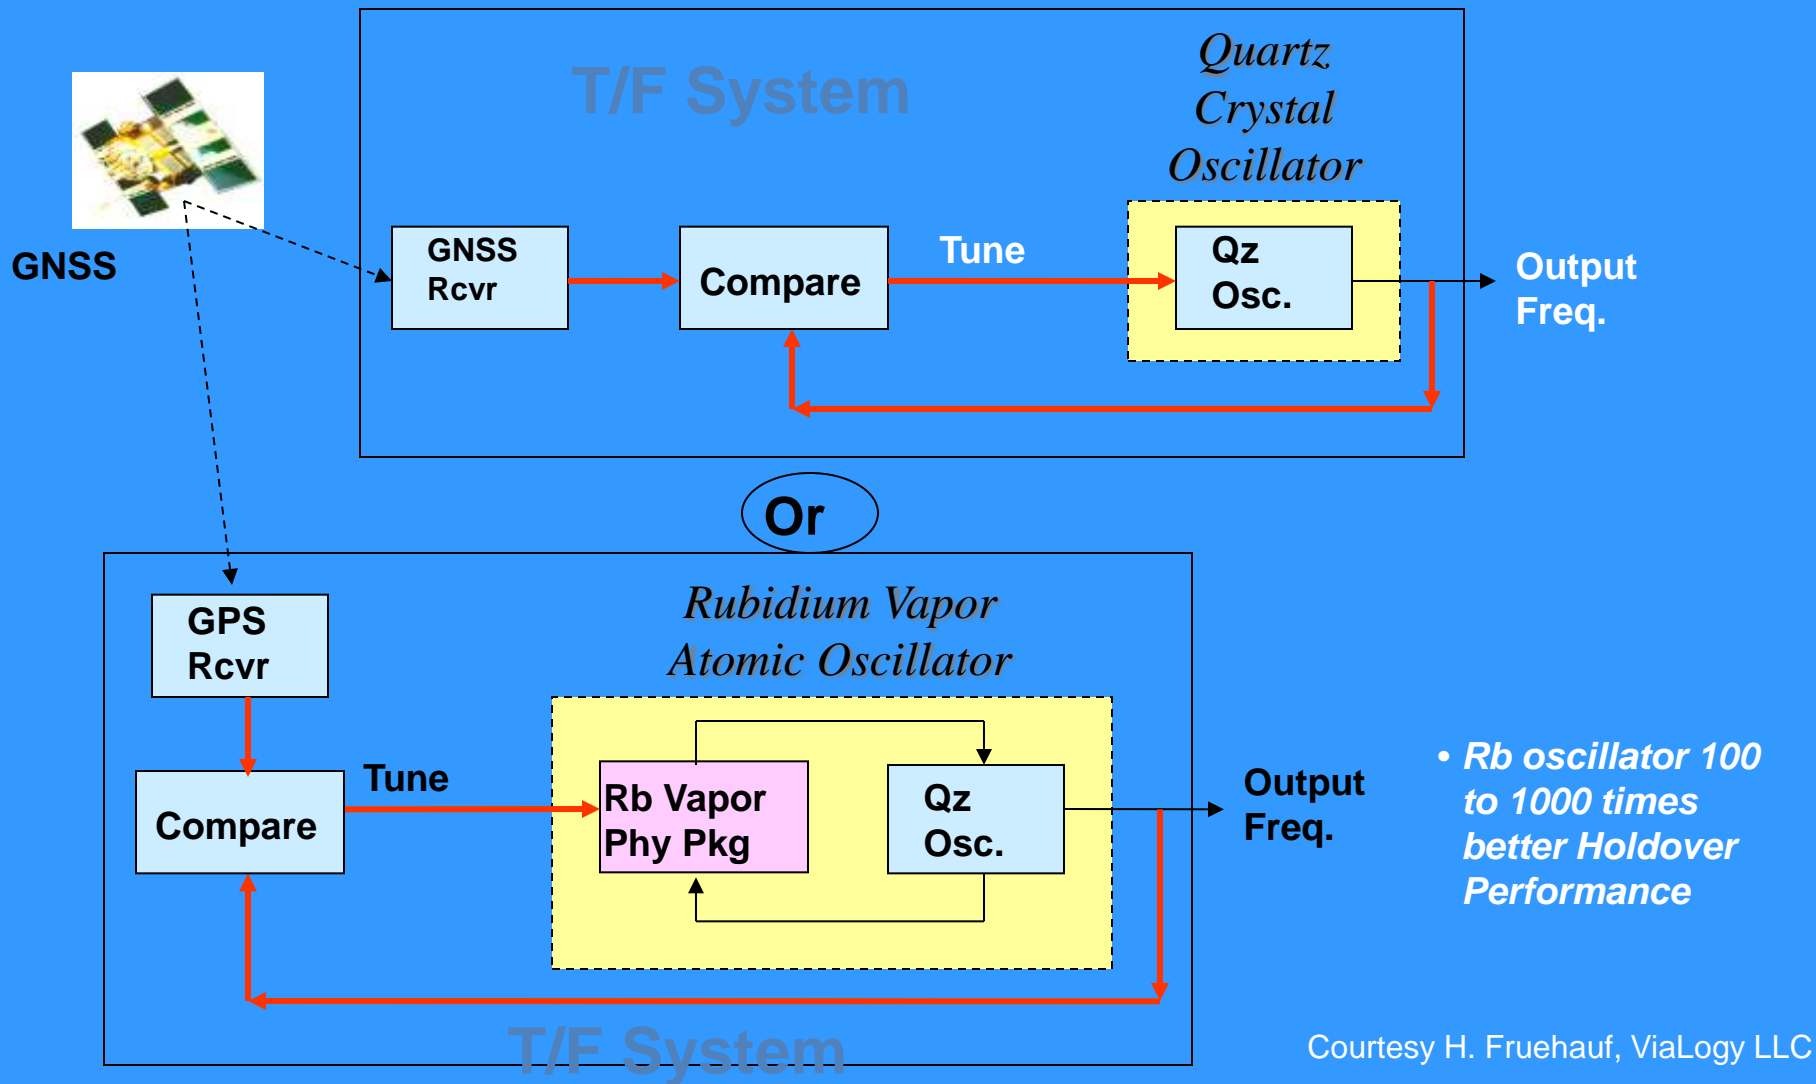 T/F System
Quartz
Crystal
Oscillator
GNSS
GNSS
Rcvr
Compare
Tune
Qz
Osc.
Output
Freq.
Or
GPS
Rcvr
Rubidium Vapor
Atomic Oscillator
Compare
Tune
Rb Vapor
Phy Pkg
Qz
Osc.
Output
Freq.
• Rb oscillator 100
to 1000 times
better Holdover
Performance
T/F System
Courtesy H. Fruehauf, ViaLogy LLC